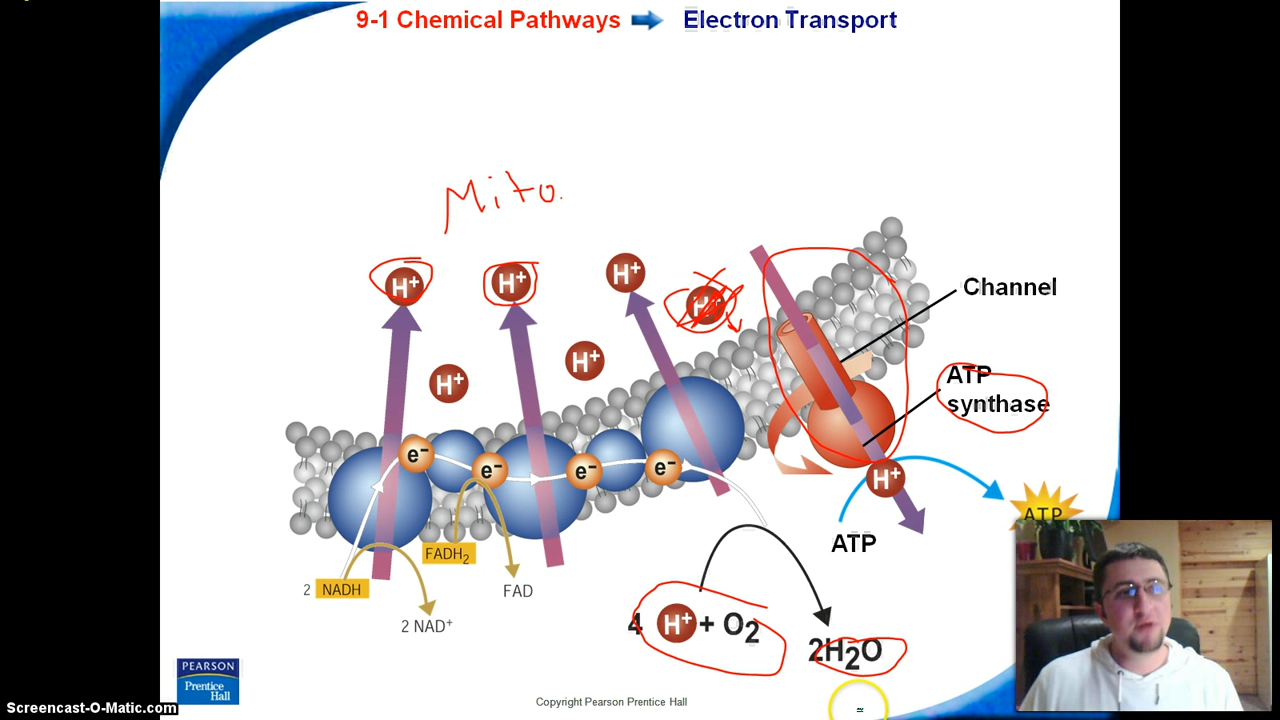 9-1 Chemical Pathways Electron Transport
Mito.
H+ H+ H+ H+
H+ H+
Channel
ATP
synthase
e- e- e- e-
H+
ATP
FADH2
ATP
2 NADH
FAD
2 NAD+
4 H+ + O2
2H2O
PEARSON
Prentice
Hall
Copyright Pearson Prentice Hall
Screencast-O-Matic.com